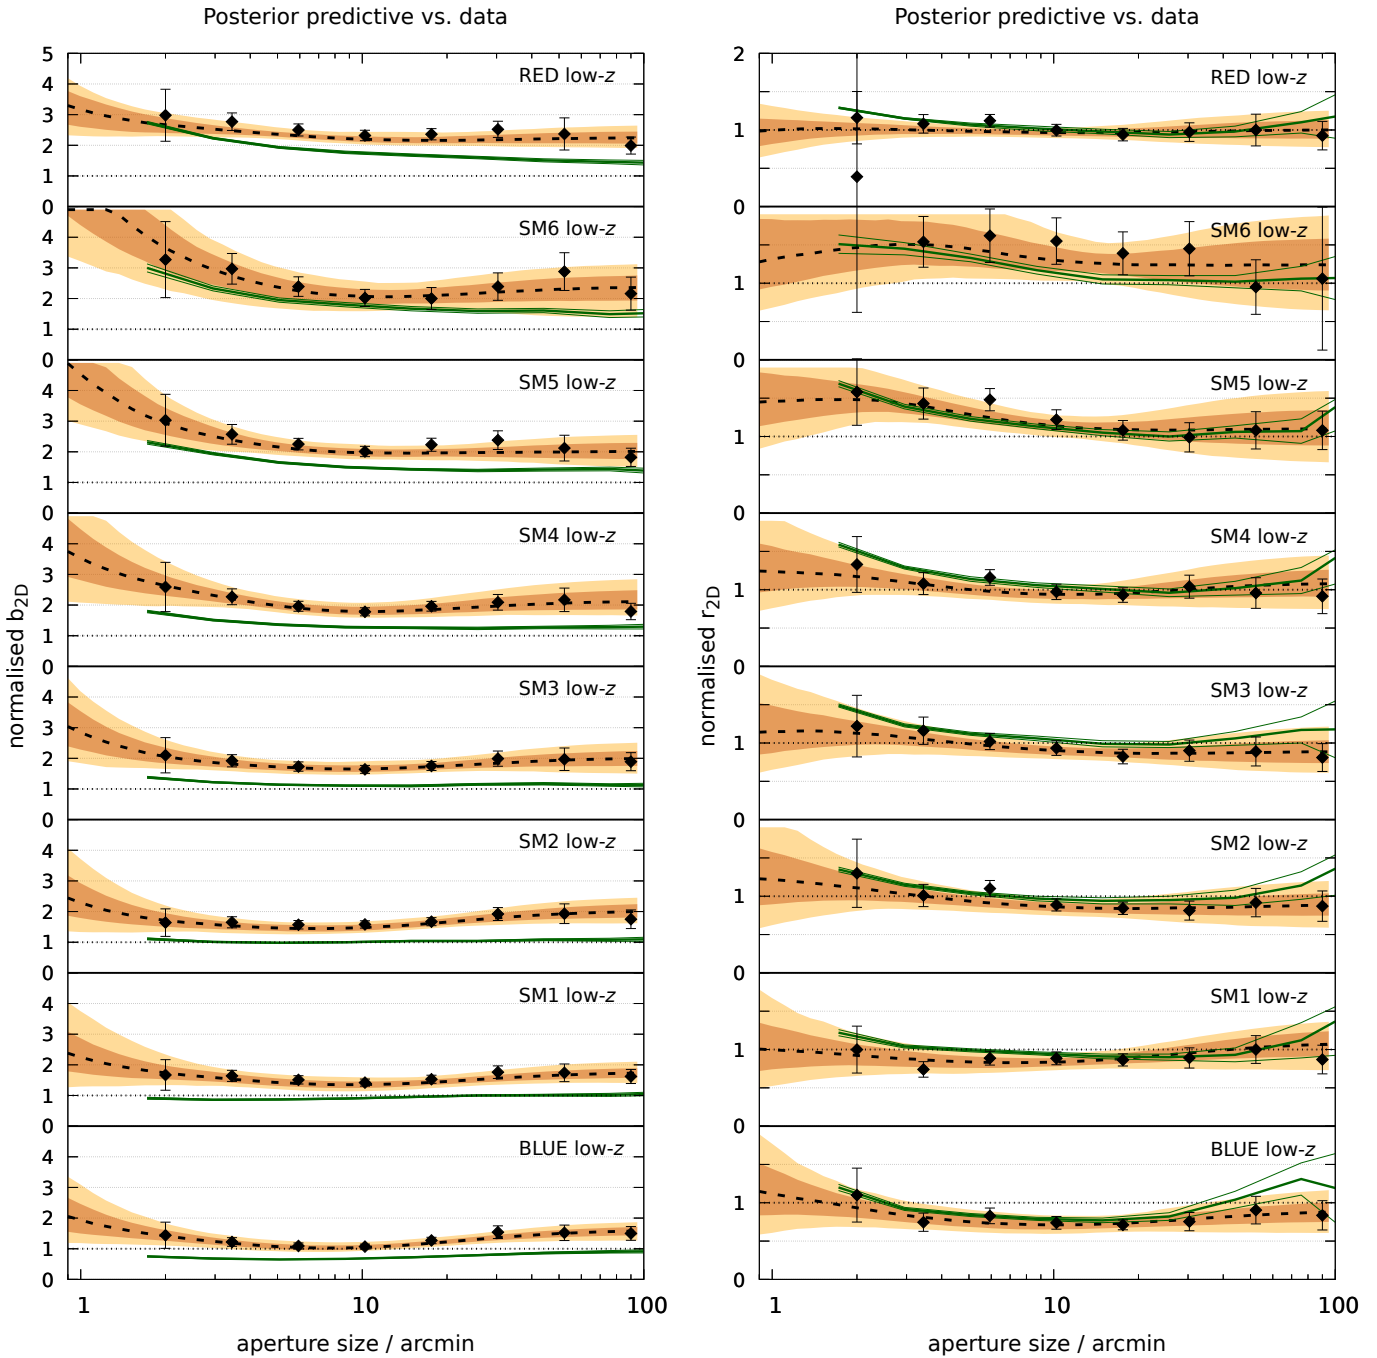 Posterior predictive vs. data
5
4
3
2
1
0
RED low-z
4
3
2
1
0
SM6 low-z
4
3
2
1
0
SM5 low-z
4
3
2
1
0
SM4 low-z
4
3
2
1
0
SM3 low-z
4
3
2
1
0
SM2 low-z
4
3
2
1
0
SM1 low-z
4
3
2
1
0
BLUE low-z
normalised b2D
1 10 100
aperture size / arcmin
Posterior predictive vs. data
2
1
0
RED low-z
1
0
SM6 low-z
1
0
SM5 low-z
1
0
SM4 low-z
1
0
SM3 low-z
1
0
SM2 low-z
1
0
SM1 low-z
1
0
BLUE low-z
normalised r2D
1 10 100
aperture size / arcmin